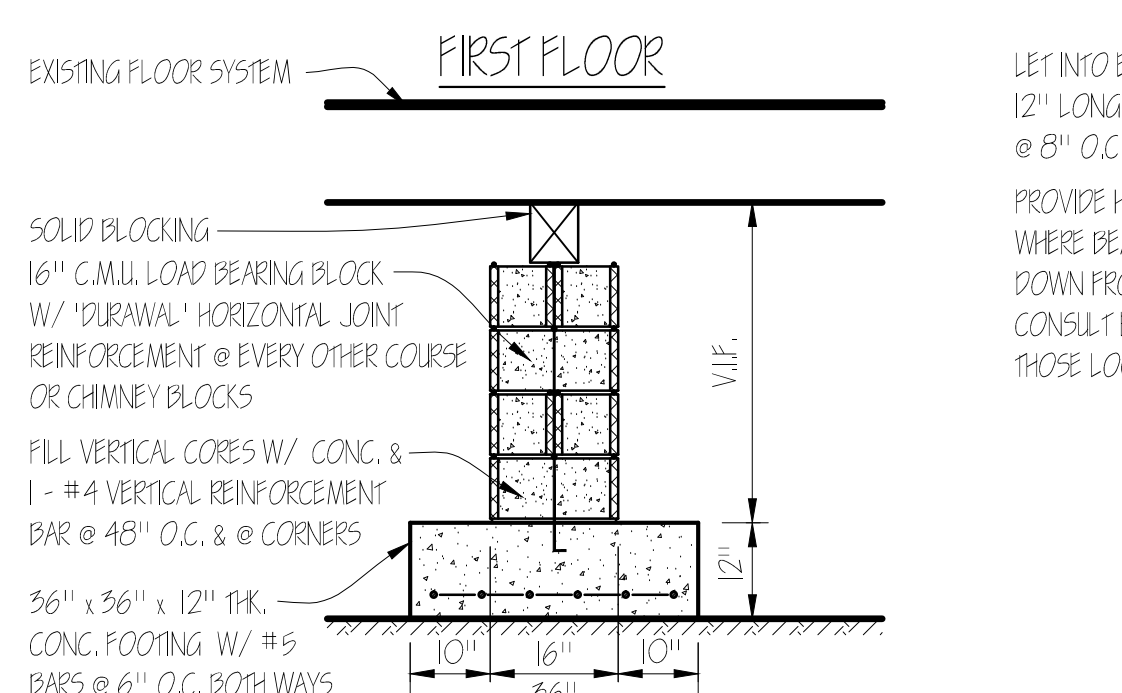 FIRST FLOOR
EXISTING FLOOR SYSTEM
SOLID BLOCKING
16" C.M.U. LOAD BEARING BLOCK
W/ 'DURAWAL' HORIZONTAL JOINT
REINFORCEMENT @ EVERY OTHER COURSE
OR CHIMNEY BLOCKS
FILL VERTICAL CORES W/ CONC. &
1 - #4 VERTICAL REINFORCEMENT
BAR @ 48" O.C. & @ CORNERS
36" x 36" x 12" THK.
CONC. FOOTING W/ #5
BARS @ 6" O.C. BOTH WAYS
V.I.F.
12"
10"
16"
10"
36"
LET INTO
12" LONG
@ 8" O.C
PROVIDE
WHERE
DOWN
CONSULT
THOSE